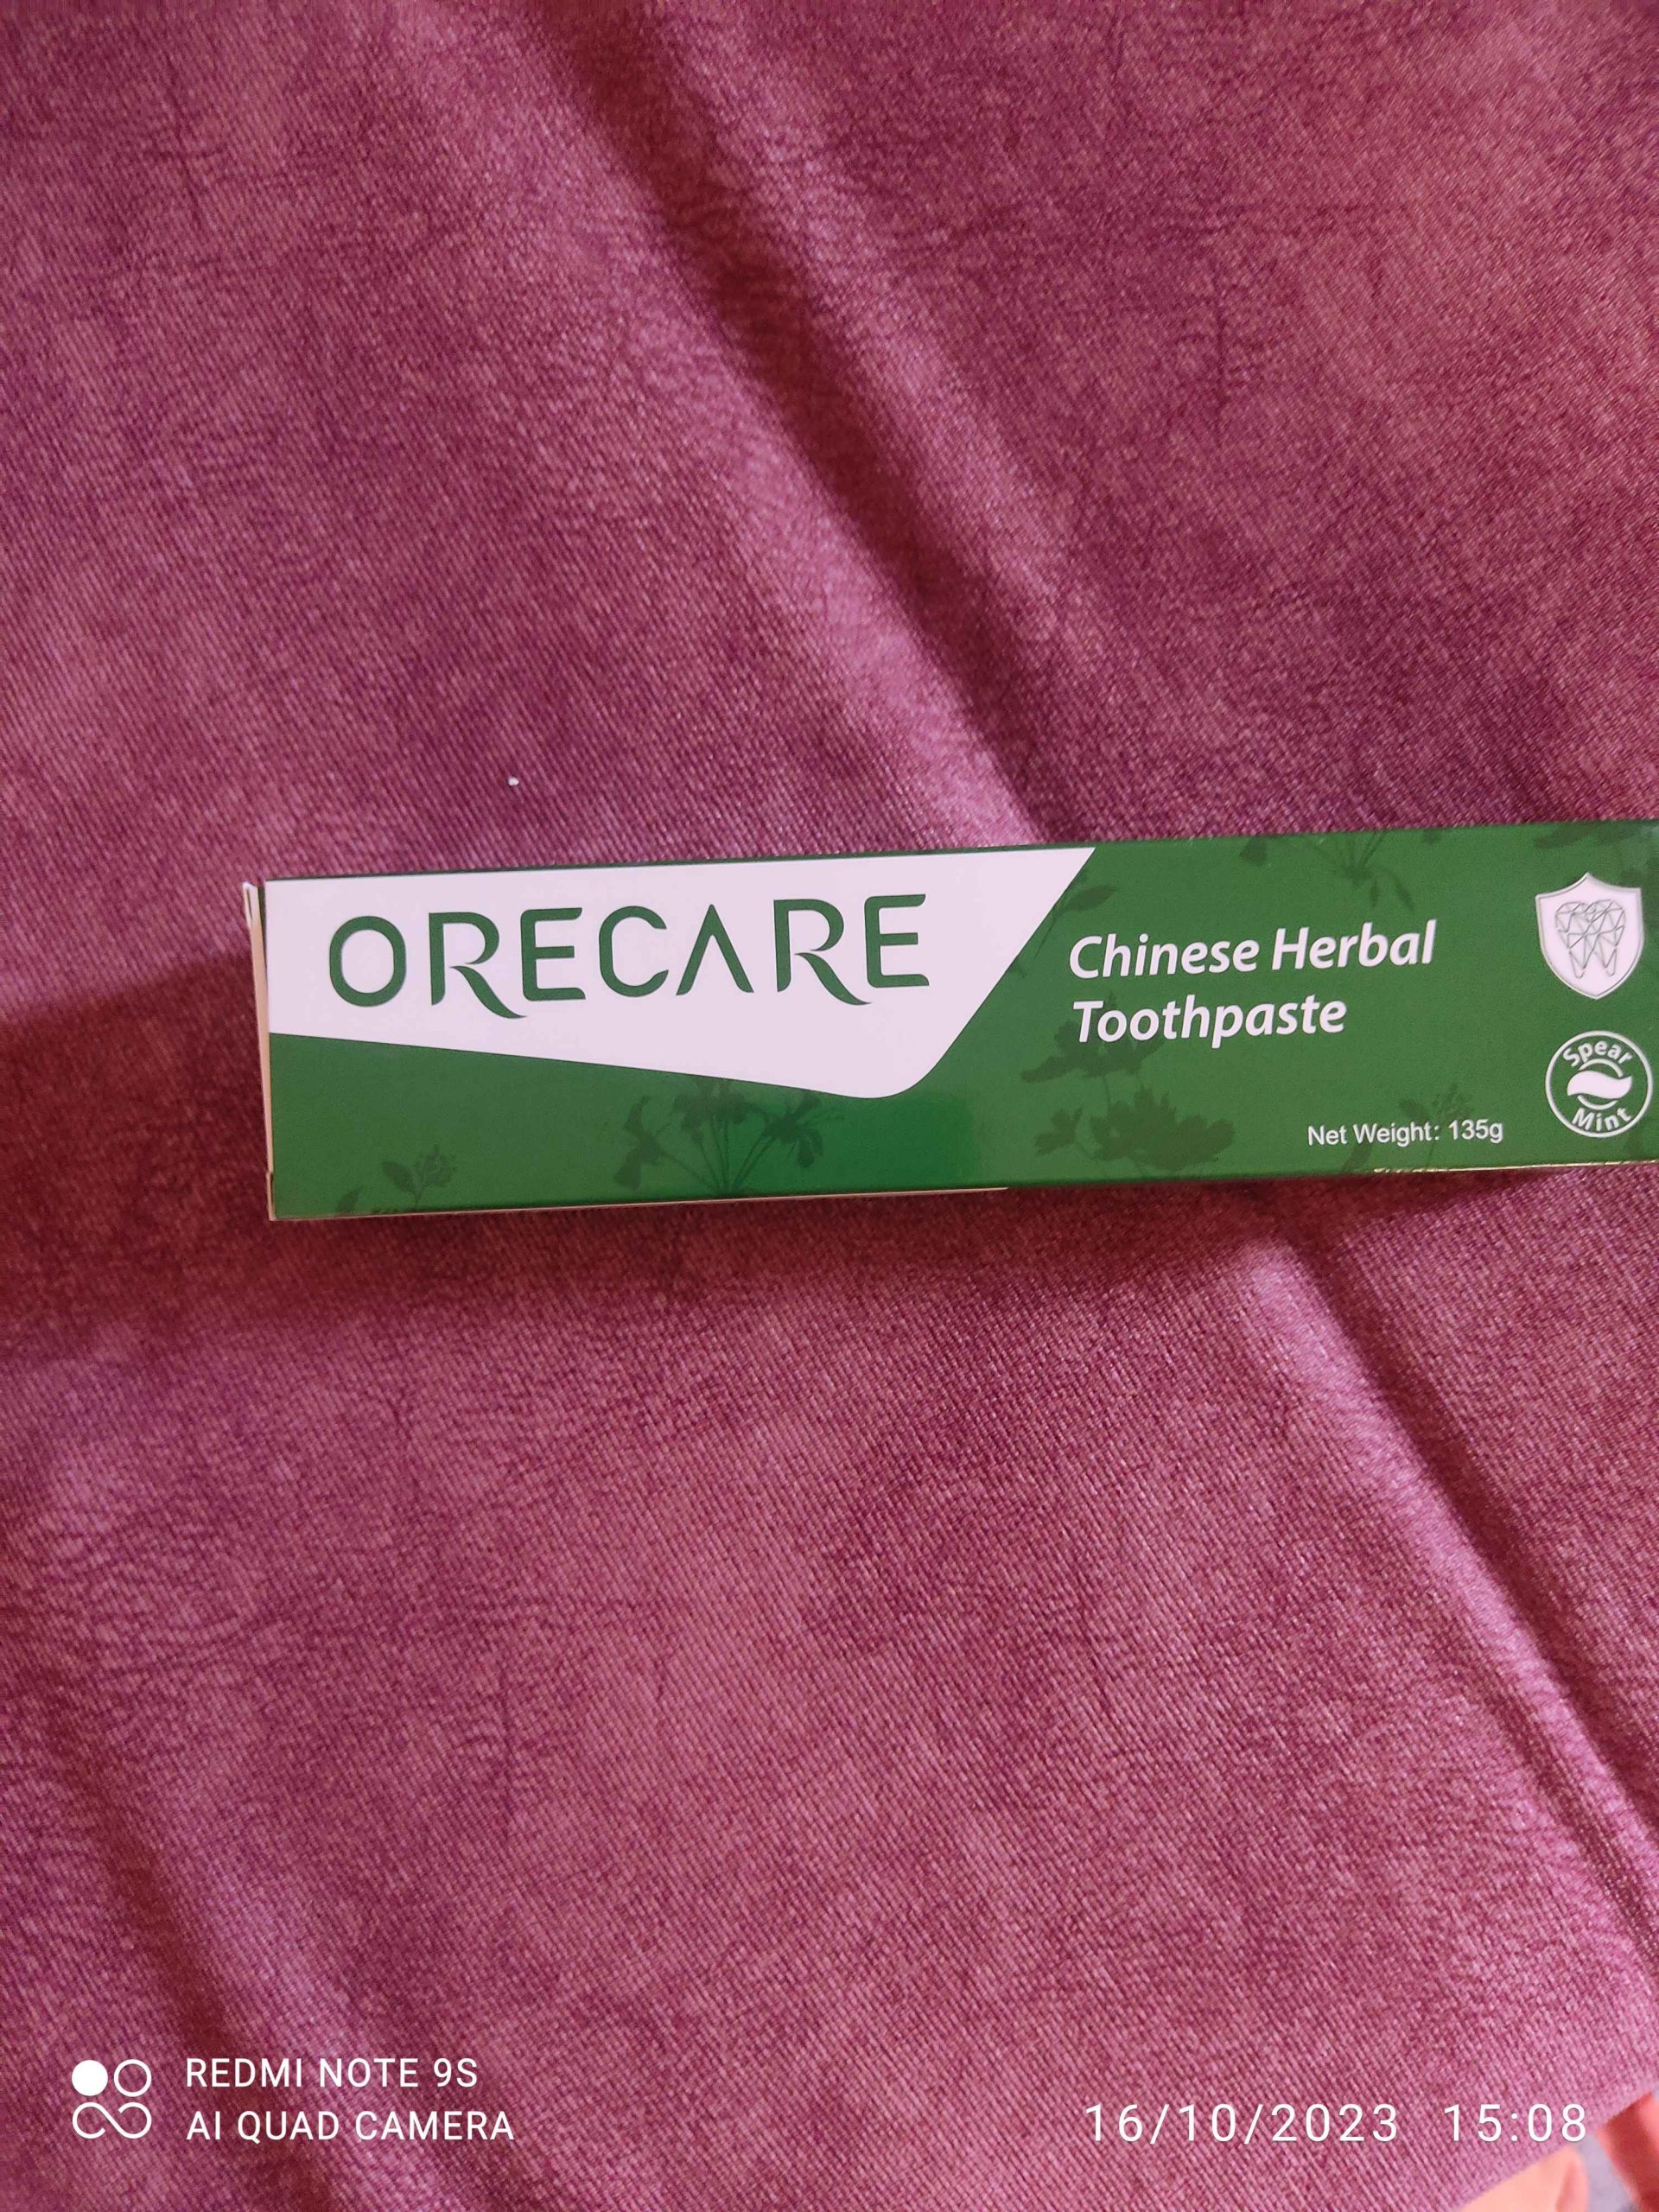 ORECARE
Chinese Herbal
Toothpaste
Spear
Mint
Net Weight: 135g
REDMI NOTE 9S
AI QUAD CAMERA
16/10/2023 15:08